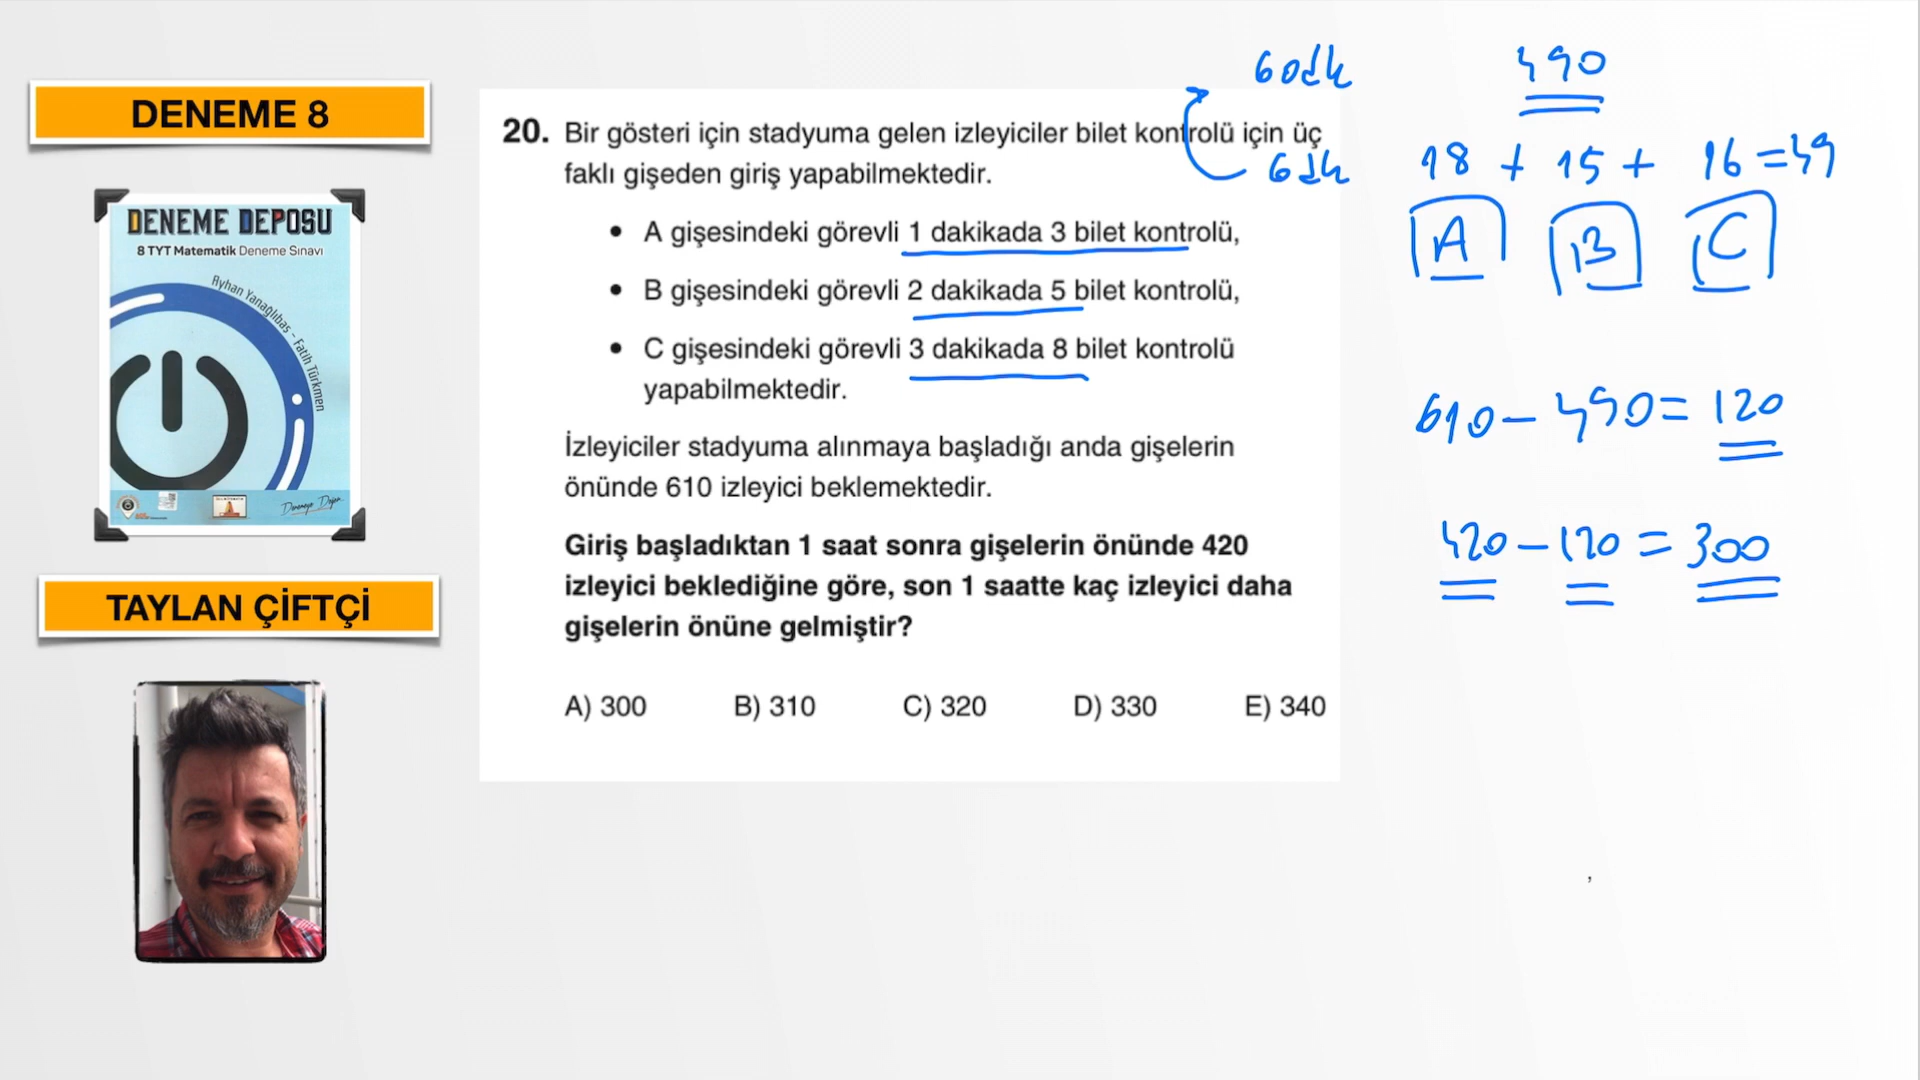 DENEME 8
DENEME DEPOSU
8 TYT Matematik Deneme Sınavı
Ayhan Yanağlıbaş - Fatih Türkmen
Denemeye Değer
TAYLAN ÇİFTÇİ
20. Bir gösteri için stadyuma gelen izleyiciler bilet kontrolü için üç
faklı gişeden giriş yapabilmektedir.
• A gişesindeki görevli 1 dakikada 3 bilet kontrolü,
• B gişesindeki görevli 2 dakikada 5 bilet kontrolü,
• C gişesindeki görevli 3 dakikada 8 bilet kontrolü
yapabilmektedir.
İzleyiciler stadyuma alınmaya başladığı anda gişelerin
önünde 610 izleyici beklemektedir.
Giriş başladıktan 1 saat sonra gişelerin önünde 420
izleyici beklediğine göre, son 1 saatte kaç izleyici daha
gişelerin önüne gelmiştir?
A) 300 B) 310 C) 320 D) 330 E) 340
60dk
6dk
490
18 + 15 + 16 = 49
A B C
610 - 490 = 120
420 - 120 = 300